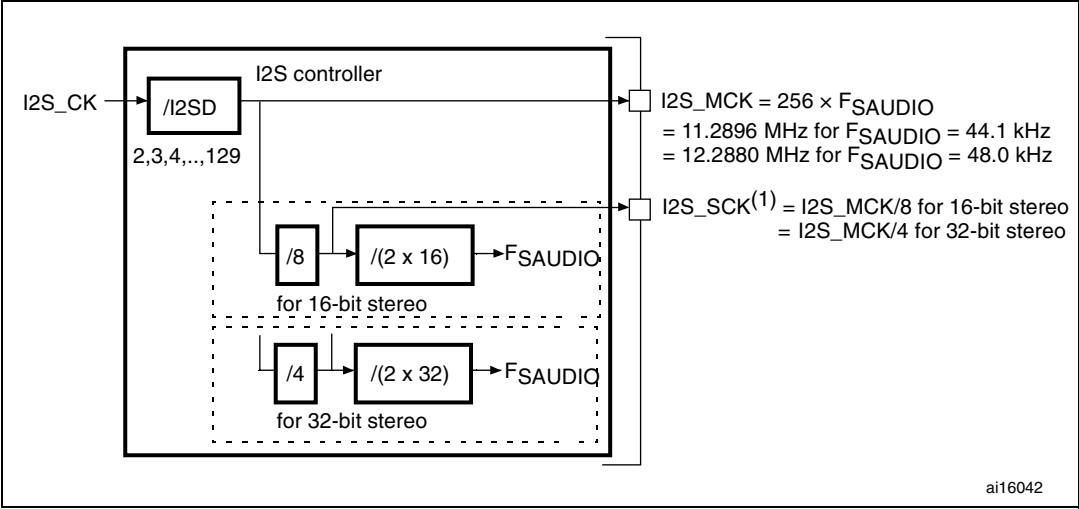 I2S controller
I2S_CK
/I2SD
2,3,4,..,129
I2S_MCK = 256 × FSAUDIO
= 11.2896 MHz for FSAUDIO = 44.1 kHz
= 12.2880 MHz for FSAUDIO = 48.0 kHz
I2S_SCK(1) = I2S_MCK/8 for 16-bit stereo
= I2S_MCK/4 for 32-bit stereo
/8
/(2 x 16)
FSAUDIO
for 16-bit stereo
/4
/(2 x 32)
FSAUDIO
for 32-bit stereo
ai16042